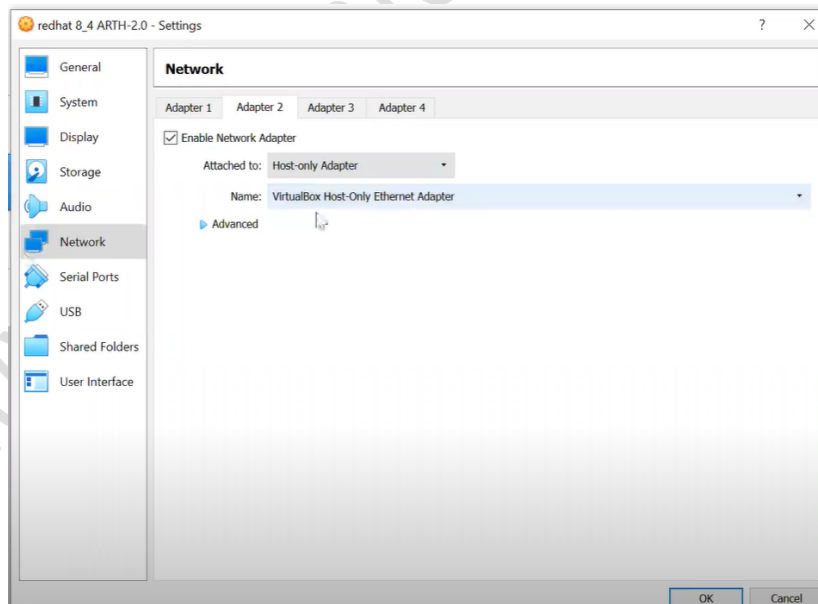 redhat 8_4 ARTH-2.0 - Settings ?
General
System
Display
Storage
Audio
Network
Serial Ports
USB
Shared Folders
User Interface
Network
Adapter 1 Adapter 2 Adapter 3 Adapter 4
Enable Network Adapter
Attached to: Host-only Adapter
Name: VirtualBox Host-Only Ethernet Adapter
Advanced
OK Cancel